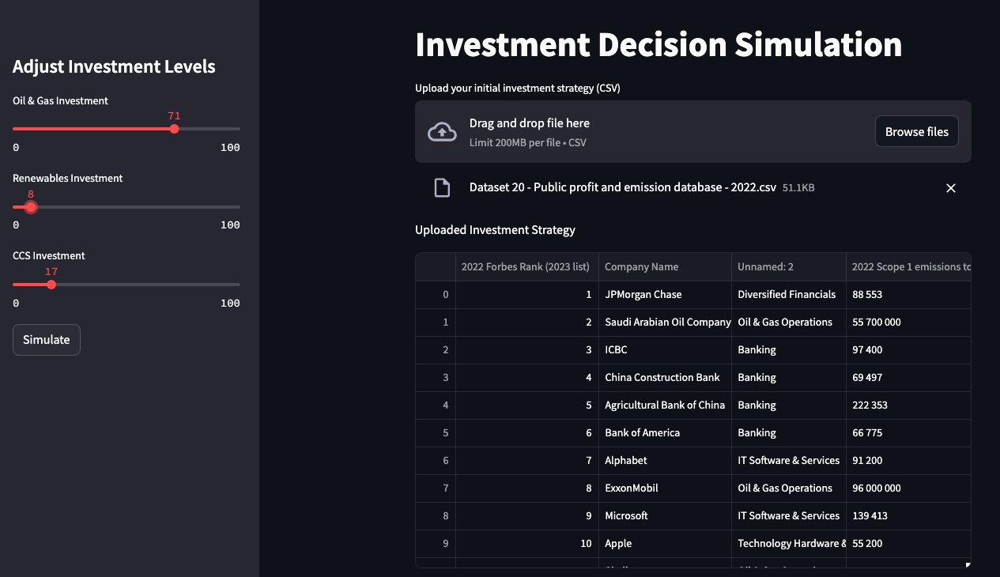 Adjust Investment Levels
Oil & Gas Investment
71
0 100
Renewables Investment
8
0 100
CCS Investment
17
0 100
Simulate
Investment Decision Simulation
Upload your initial investment strategy (CSV)
Drag and drop file here
Limit 200MB per file • CSV
Browse files
Dataset 20 - Public profit and emission database - 2022.csv 51.1KB
Uploaded Investment Strategy
2022 Forbes Rank (2023 list) Company Name Unnamed: 2 2022 Scope 1 emissions
0 1 JPMorgan Chase Diversified Financials 88 553
1 2 Saudi Arabian Oil Company Oil & Gas Operations 55 700 000
2 3 ICBC Banking 97 400
3 4 China Construction Bank Banking 69 497
4 5 Agricultural Bank of China Banking 222 353
5 6 Bank of America Banking 66 775
6 7 Alphabet IT Software & Services 91 200
7 8 ExxonMobil Oil & Gas Operations 96 000 000
8 9 Microsoft IT Software & Services 139 413
9 10 Apple Technology Hardware & 55 200